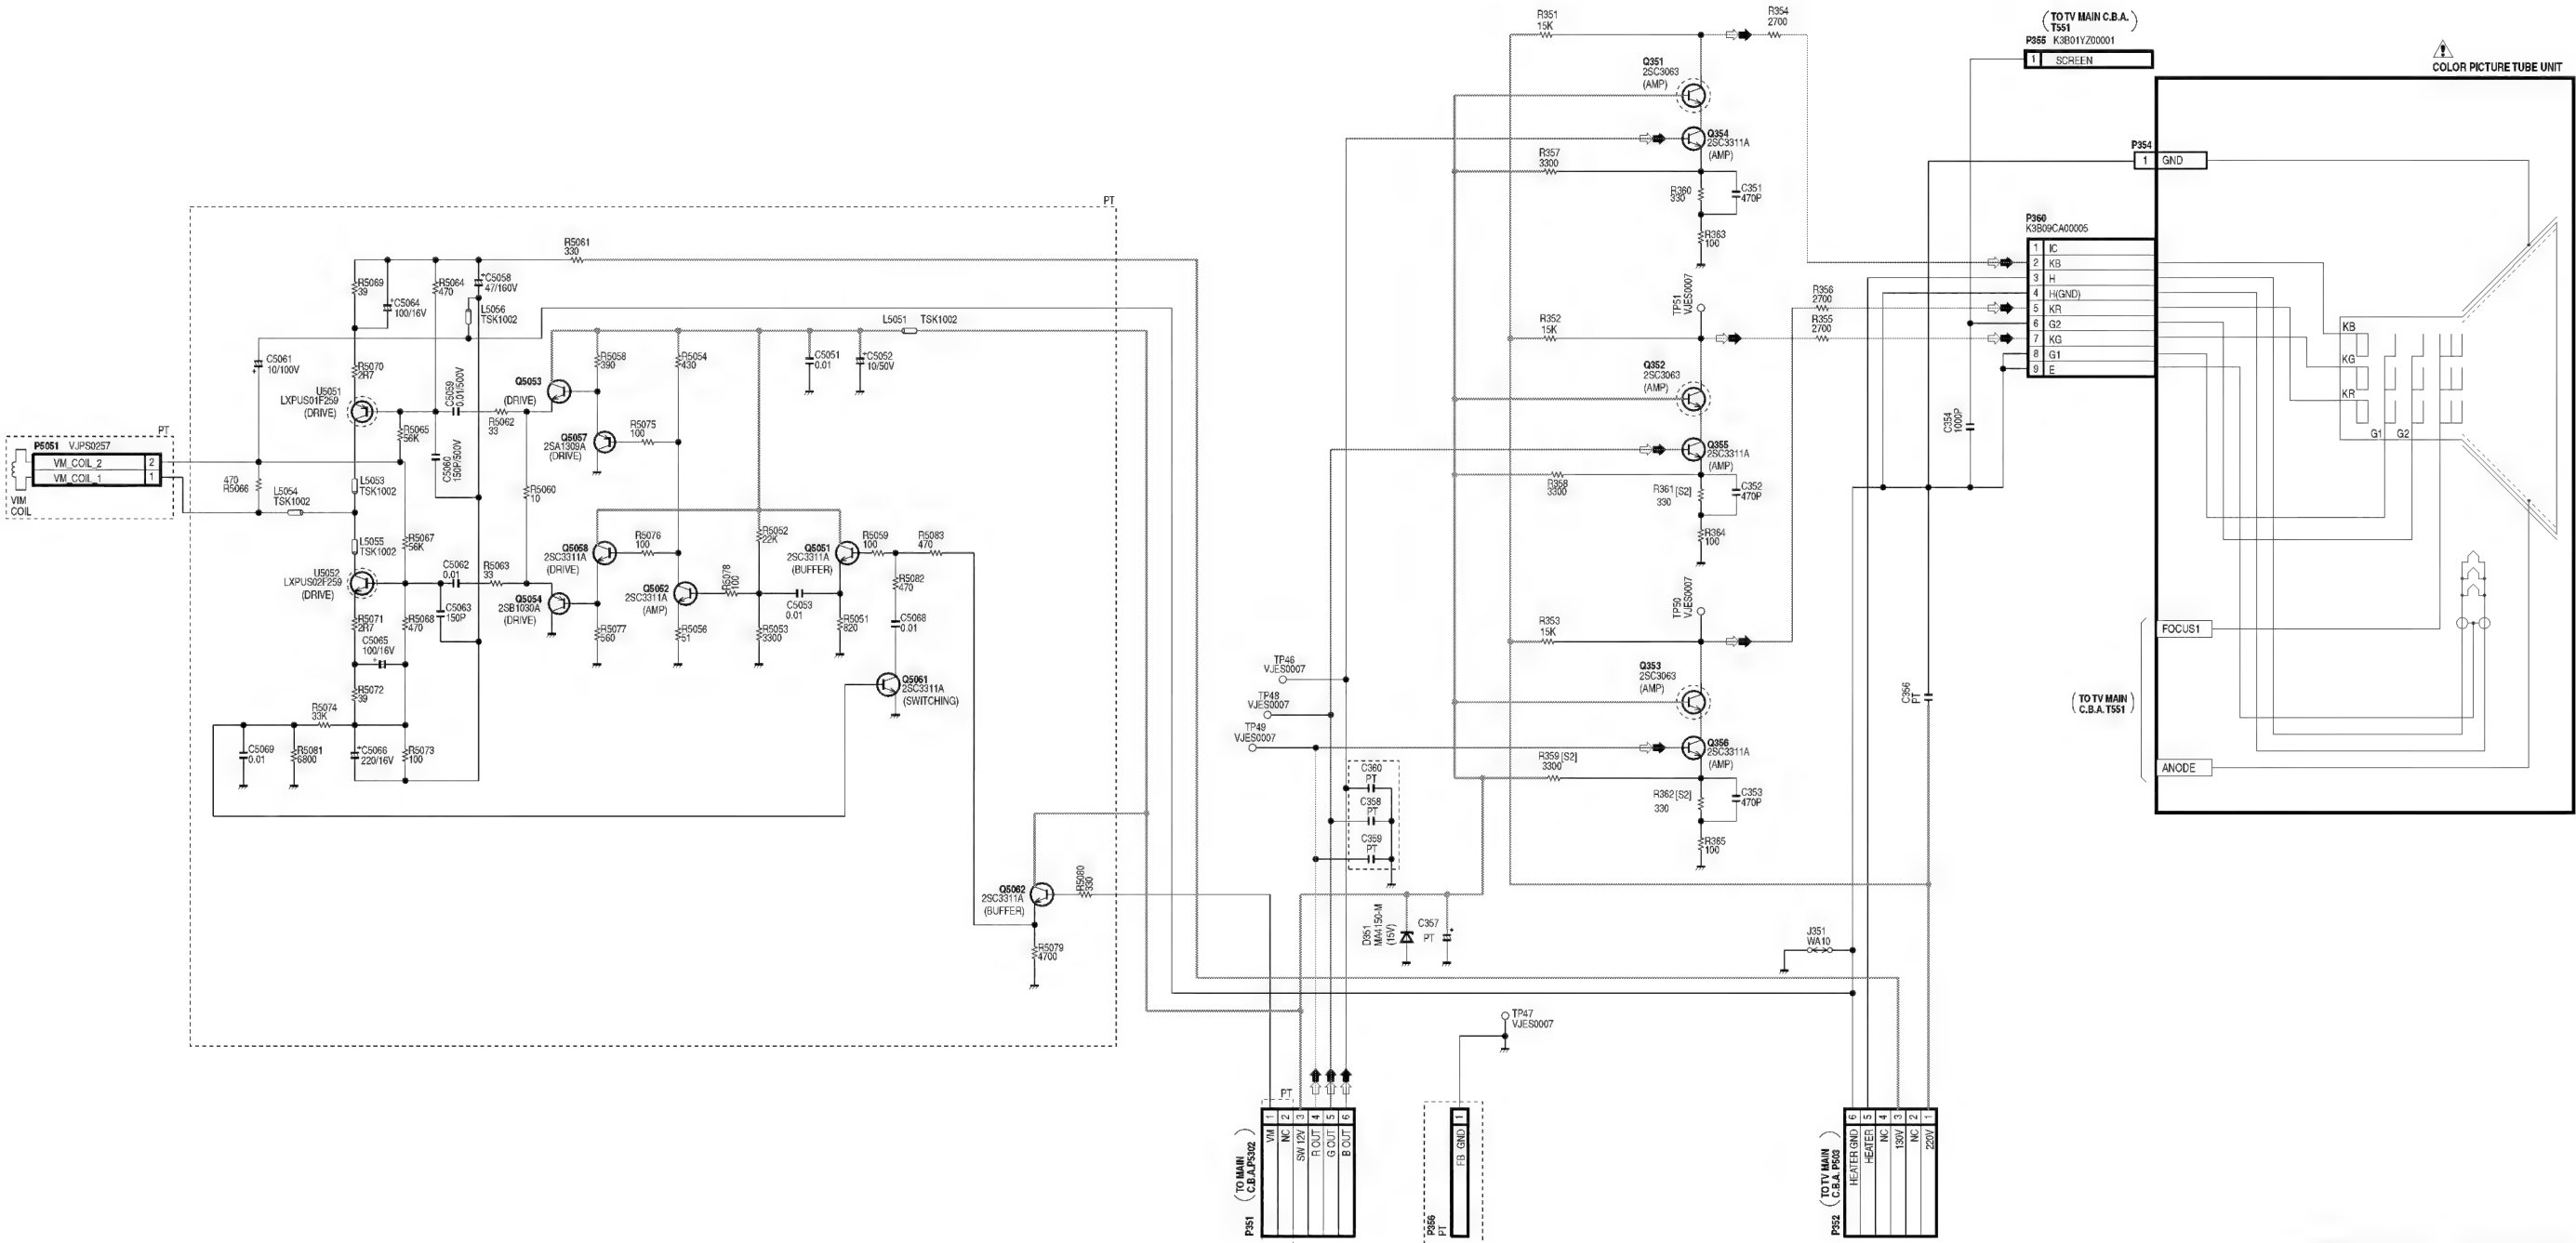 PT
P5051 VJPS0257
VM_COIL_2 2
VM_COIL_1 1
VIM
COIL
PT
R5061
330
R5069
39
C5064
100/16V
R5064
470
C5058
47/160V
L5056
TSK1002
C5061
10/100V
R5070
2R7
U5051
LXPUS01F259
(DRIVE)
R5065
56K
C5059
0.01/500V
R5062
33
C5060
150P/500V
470
R5066
L5054
TSK1002
L5053
TSK1002
L5055
TSK1002
R5067
56K
U5052
LXPUS02F259
(DRIVE)
C5062
0.01
R5063
33
C5063
150P
R5071
2R7
R5068
470
C5065
100/16V
R5072
39
R5074
33K
C5069
0.01
R5081
6800
C5066
220/16V
R5073
100
Q5053
(DRIVE)
R5058
390
R5054
430
Q5057
2SA1309A
(DRIVE)
R5075
100
R5060
10
L5051 TSK1002
C5051
0.01
C5052
10/50V
Q5058
2SC3311A
(DRIVE)
R5076
100
R5052
22K
Q5051
2SC3311A
(BUFFER)
R5059
100
R5083
470
Q5054
2SB1030A
(DRIVE)
Q5052
2SC3311A
(AMP)
R5078
100
C5053
0.01
R5082
470
R5077
560
R5056
51
R5053
3300
R5051
820
C5068
0.01
Q5061
2SC3311A
(SWITCHING)
Q5062
2SC3311A
(BUFFER)
R5080
330
R5079
4700
R351
15K
R354
2700
Q351
2SC3063
(AMP)
Q354
2SC3311A
(AMP)
R357
3300
R360
330
C351
470P
R363
100
TP51
VJES0007
R352
15K
R356
2700
R355
2700
Q352
2SC3063
(AMP)
Q355
2SC3311A
(AMP)
R358
3300
R361 [S2]
330
C352
470P
R364
100
TP50
VJES0007
R353
15K
Q353
2SC3063
(AMP)
Q356
2SC3311A
(AMP)
R359 [S2]
3300
R362 [S2]
330
C353
470P
R365
100
TP46
VJES0007
TP48
VJES0007
TP49
VJES0007
C360
PT
C358
PT
C359
PT
D351
MA4150-M
(15V)
C357
PT
TP47
VJES0007
J351
WA10
C356
PT
C354
1000P
(TO TV MAIN C.B.A.
T551)
P355 K3B01YZ00001
1 SCREEN
COLOR PICTURE TUBE UNIT
P354
1 GND
P360
K3B09CA00005
1 IC
2 KB
3 H
4 H(GND)
5 KR
6 G2
7 KG
8 G1
9 E
KB
KG
KR
G1 G2
FOCUS1
(TO TV MAIN
C.B.A. T551)
ANODE
P351
(TO MAIN
C.B.A.P5302)
PT
1 VM
2 NC
3 SW 12V
4 R OUT
5 G OUT
6 B OUT
P356
PT
1 FB GND
P352
(TO TV MAIN
C.B.A. P503)
6 HEATER GND
5 HEATER
4 NC
3 130V
2 NC
1 220V